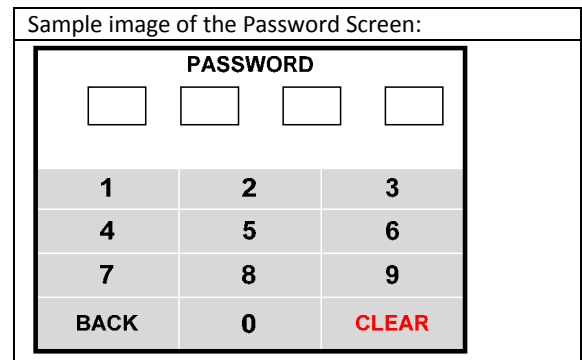 Sample image of the Password Screen:
PASSWORD
1 2 3
4 5 6
7 8 9
BACK 0 CLEAR